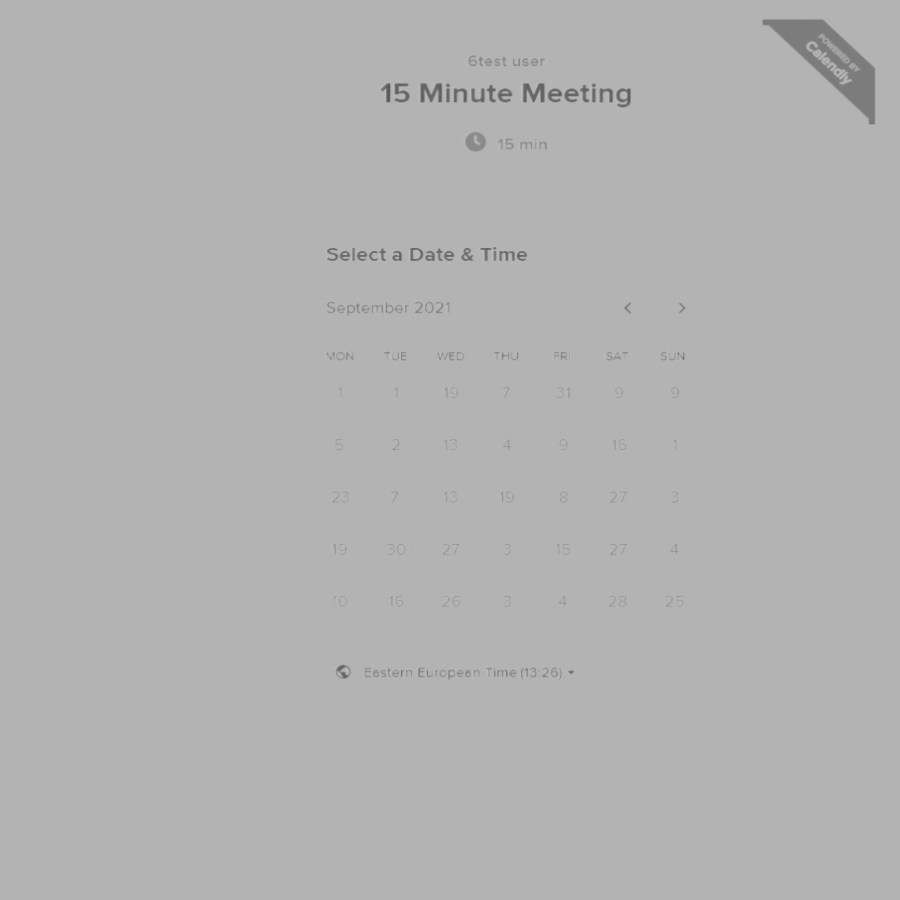 POWERED BY
Calendly
6test user
15 Minute Meeting
15 min
Select a Date & Time
September 2021
MON TUE WED THU FRI SAT SUN
1 1 19 7 31 9 9
5 2 13 4 9 16 1
23 7 13 19 8 27 3
19 30 27 3 15 27 4
10 16 26 3 4 28 25
Eastern European Time (13:26)